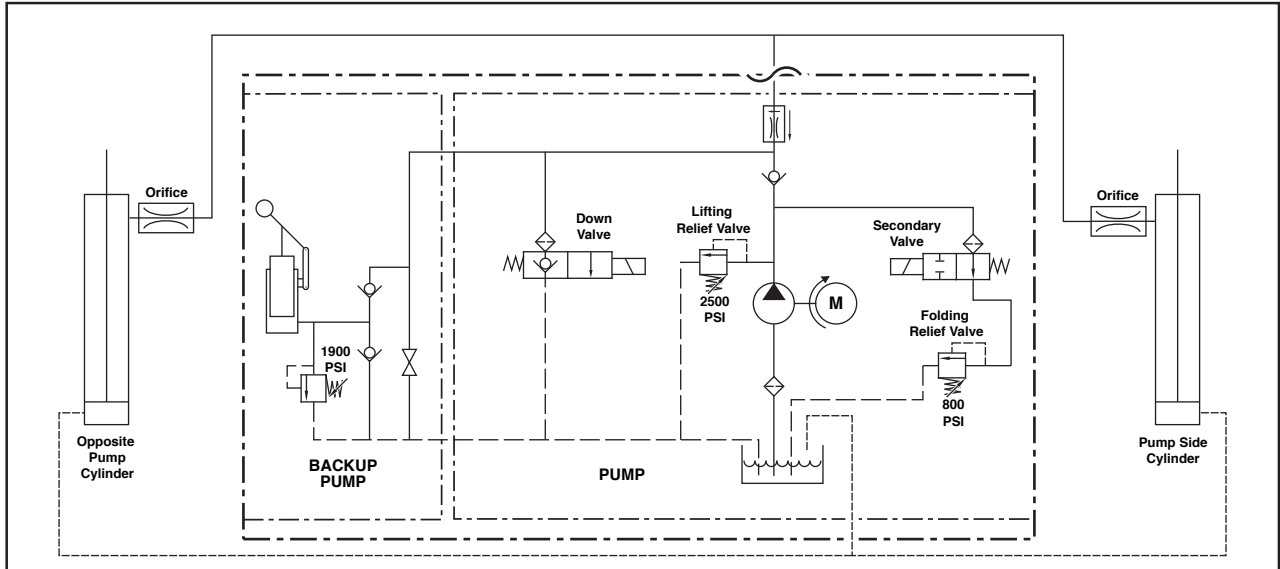 Orifice
Opposite
Pump
Cylinder
1900
PSI
BACKUP
PUMP
Down
Valve
Lifting
Relief Valve
2500
PSI
M
PUMP
Secondary
Valve
Folding
Relief Valve
800
PSI
Orifice
Pump Side
Cylinder